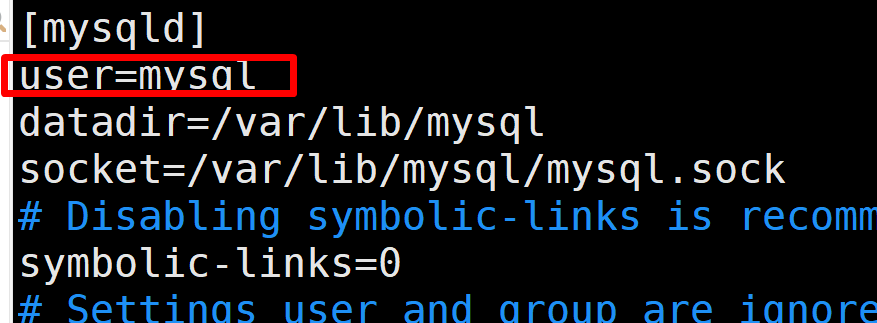 [mysqld]
user=mysql
datadir=/var/lib/mysql
socket=/var/lib/mysql/mysql.sock
# Disabling symbolic-links is recomm
symbolic-links=0
# Settings user and group are ignore